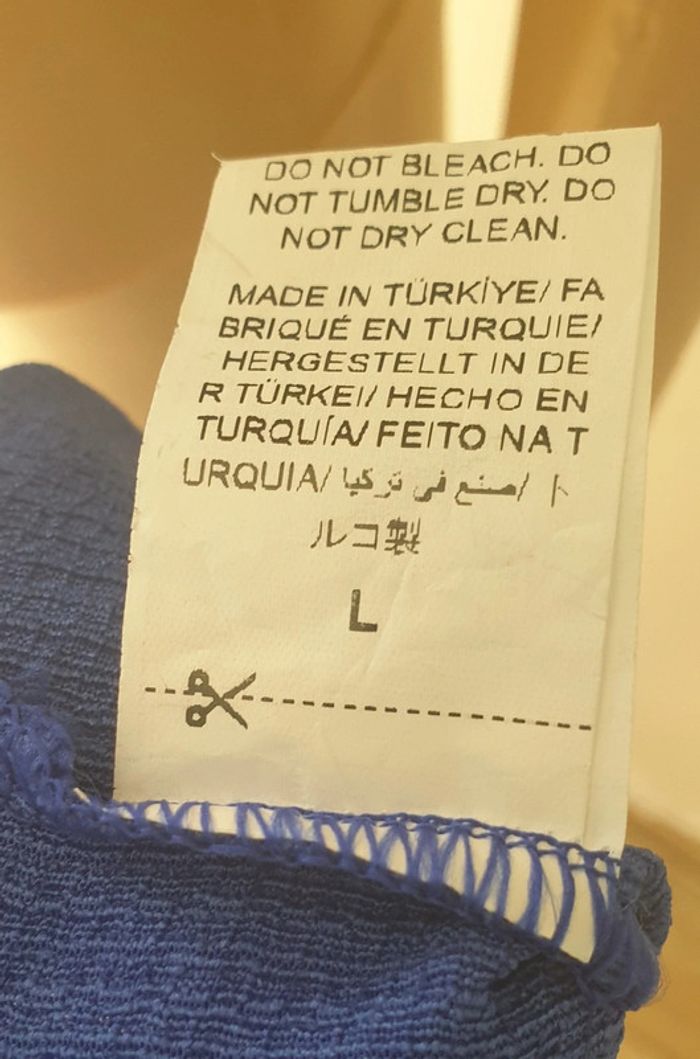 DO NOT BLEACH. DO
NOT TUMBLE DRY. DO
NOT DRY CLEAN.
MADE IN TÜRKİYE/ FA
BRIQUÉ EN TURQUIE/
HERGESTELLT IN DE
R TÜRKEI/ HECHO EN
TURQUÍA/ FEITO NA T
URQUIA/ صنع في تركيا/ ト
ルコ製
L